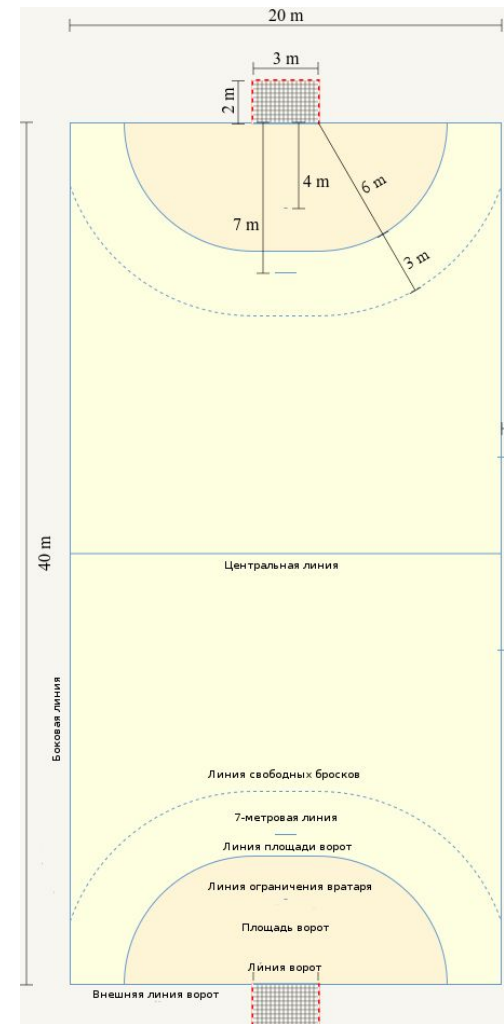 20 m
3 m
2 m
4 m
6 m
7 m
3 m
40 m
Центральная линия
Боковая линия
Линия свободных бросков
7-метровая линия
Линия площади ворот
Линия ограничения вратаря
Площадь ворот
Линия ворот
Внешняя линия ворот